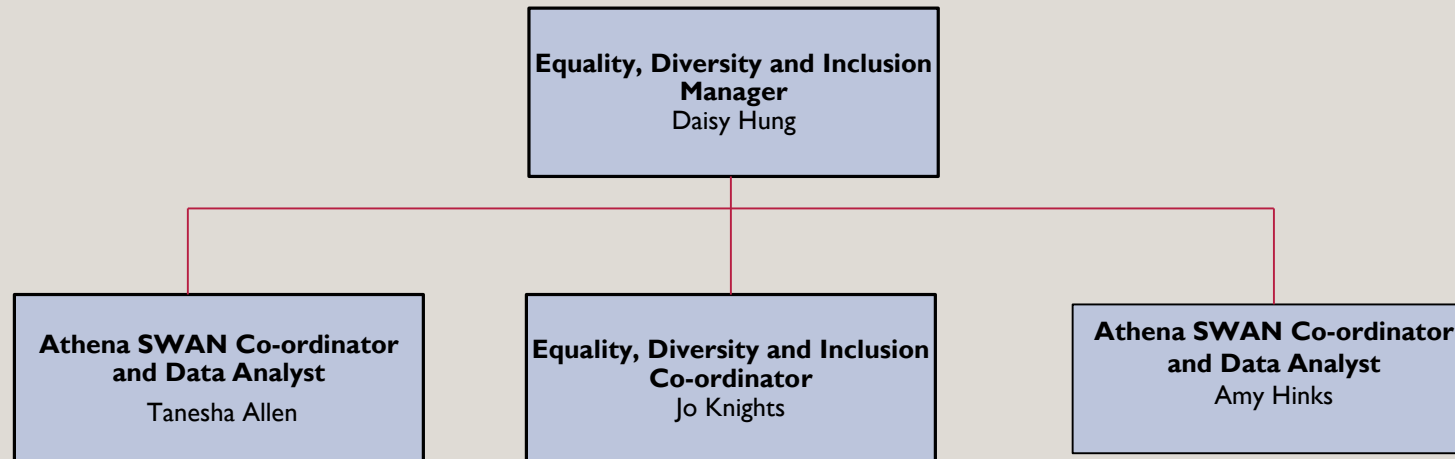 Equality, Diversity and Inclusion
Manager
Daisy Hung
Athena SWAN Co-ordinator
and Data Analyst
Tanesha Allen
Equality, Diversity and Inclusion
Co-ordinator
Jo Knights
Athena SWAN Co-ordinator
and Data Analyst
Amy Hinks